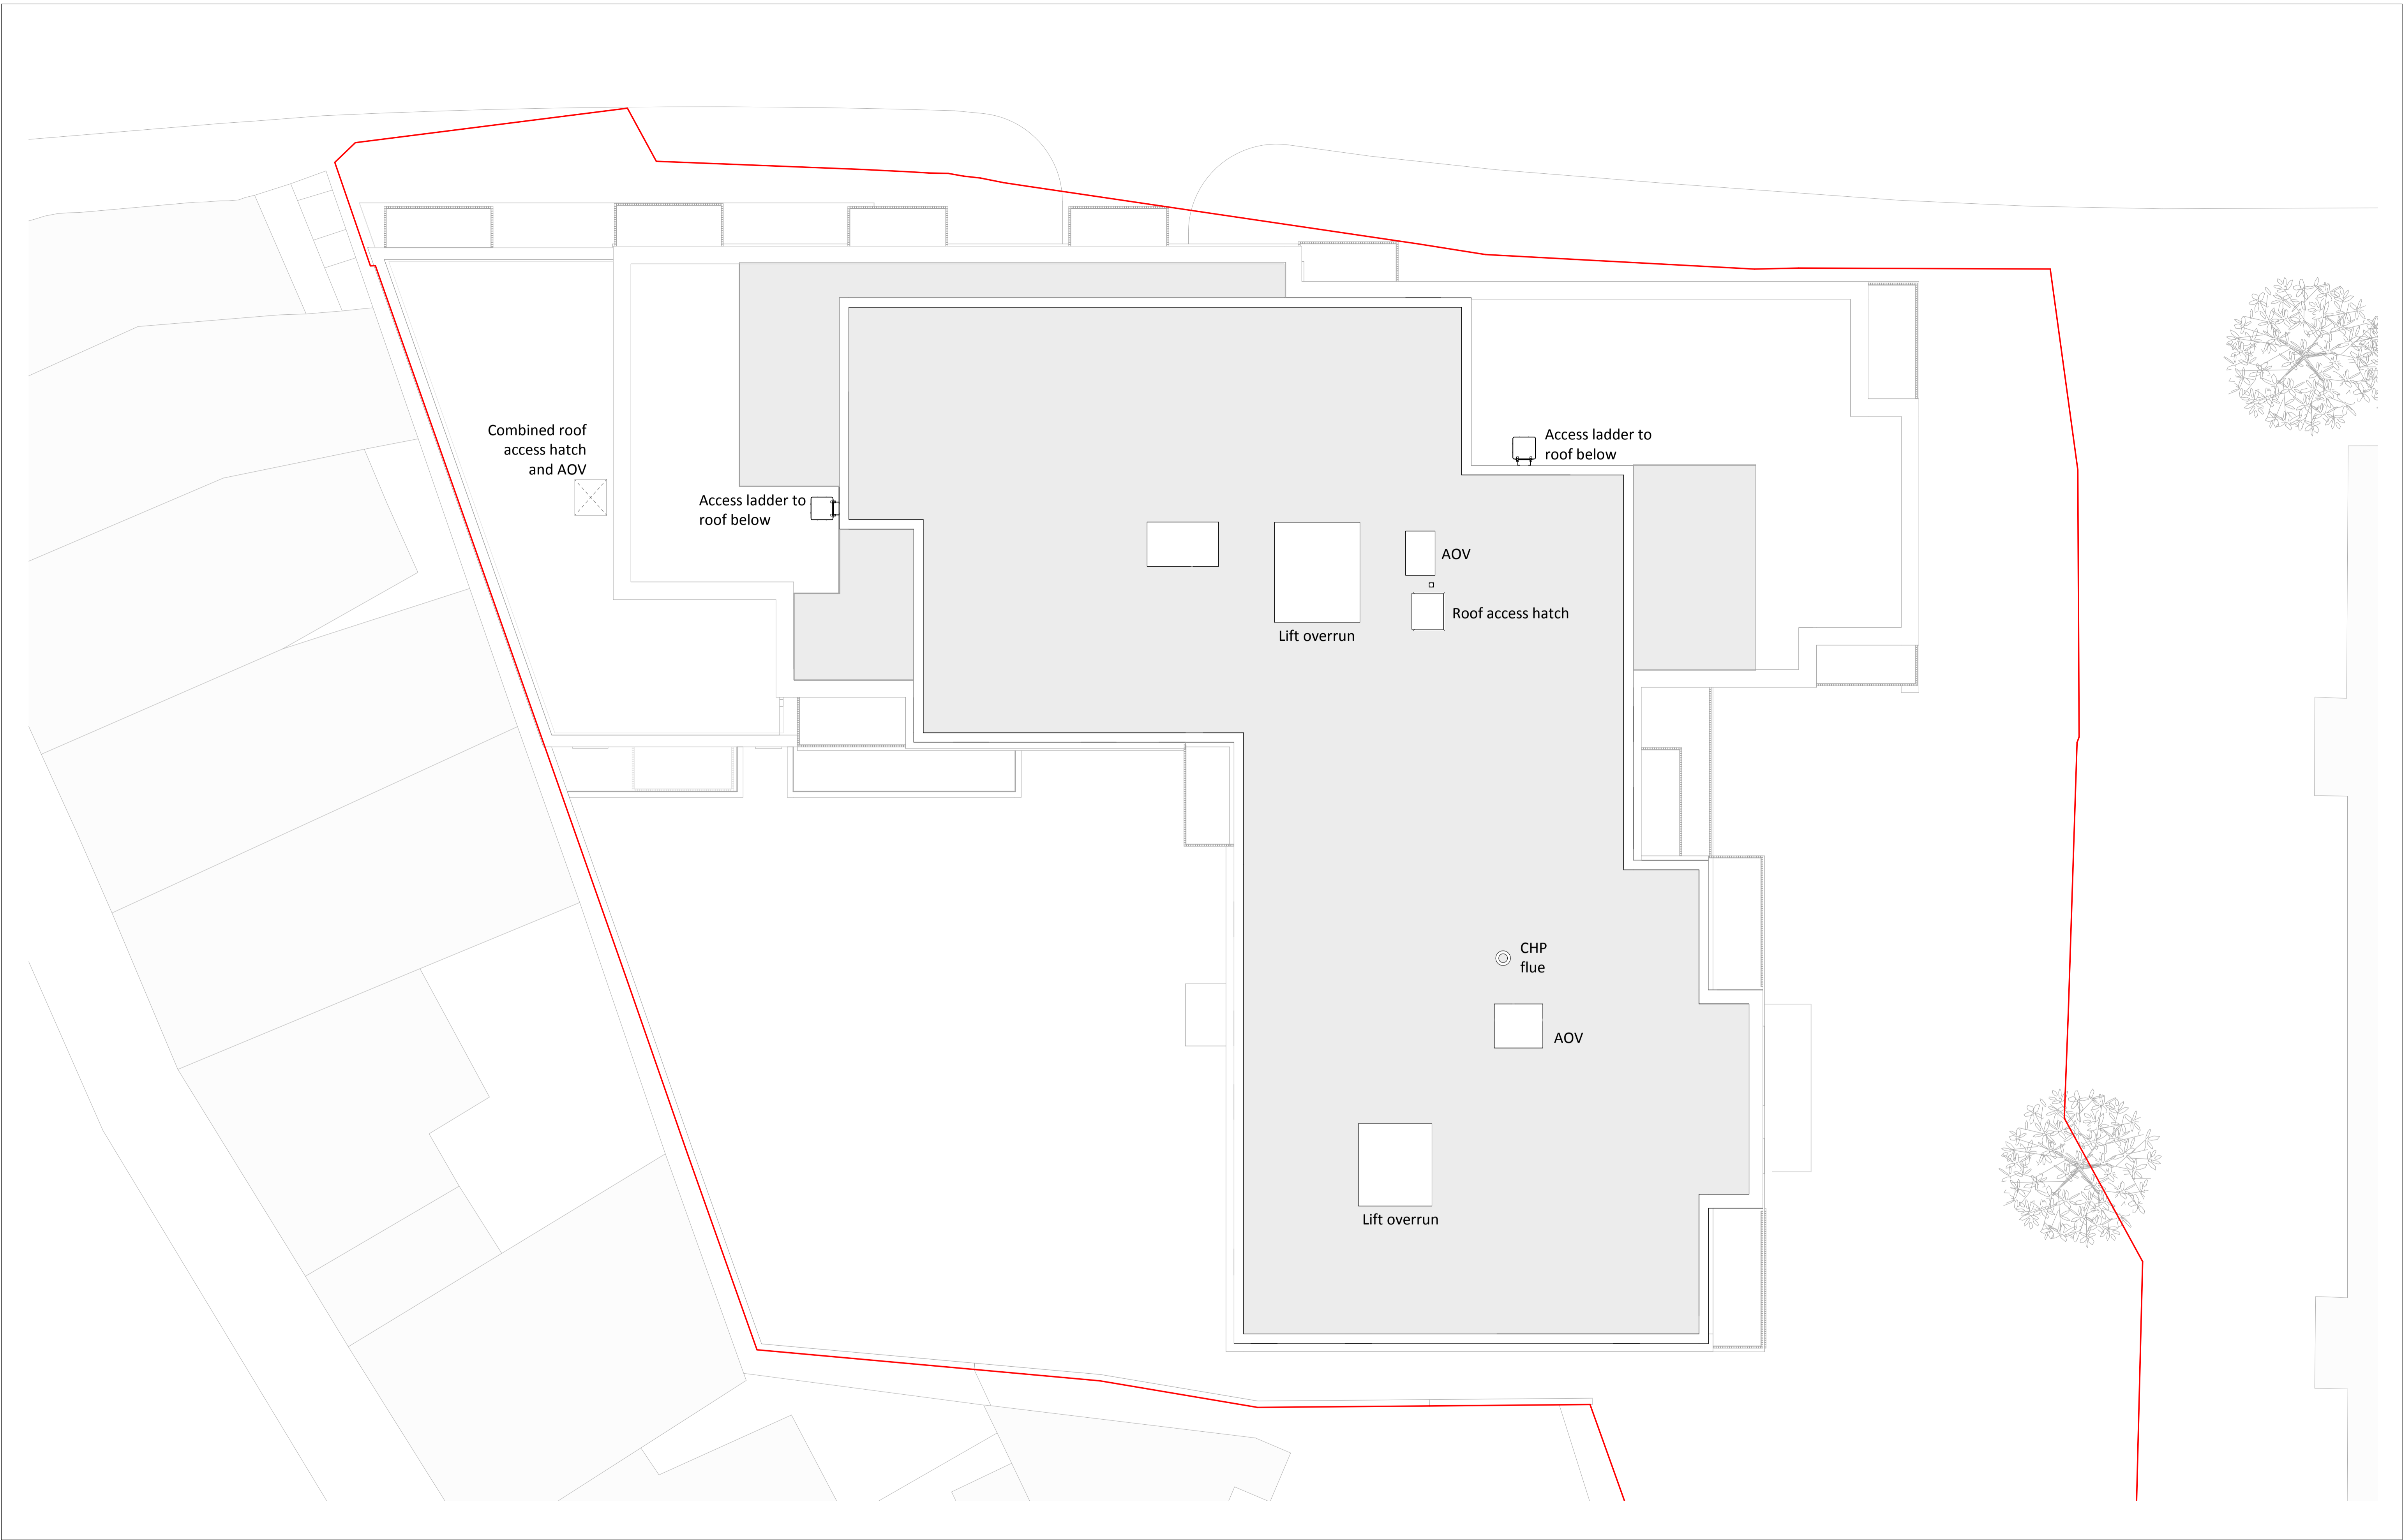 Combined roof
access hatch
and AOV
Access ladder to
roof below
Access ladder to
roof below
AOV
Roof access hatch
Lift overrun
CHP
flue
AOV
Lift overrun